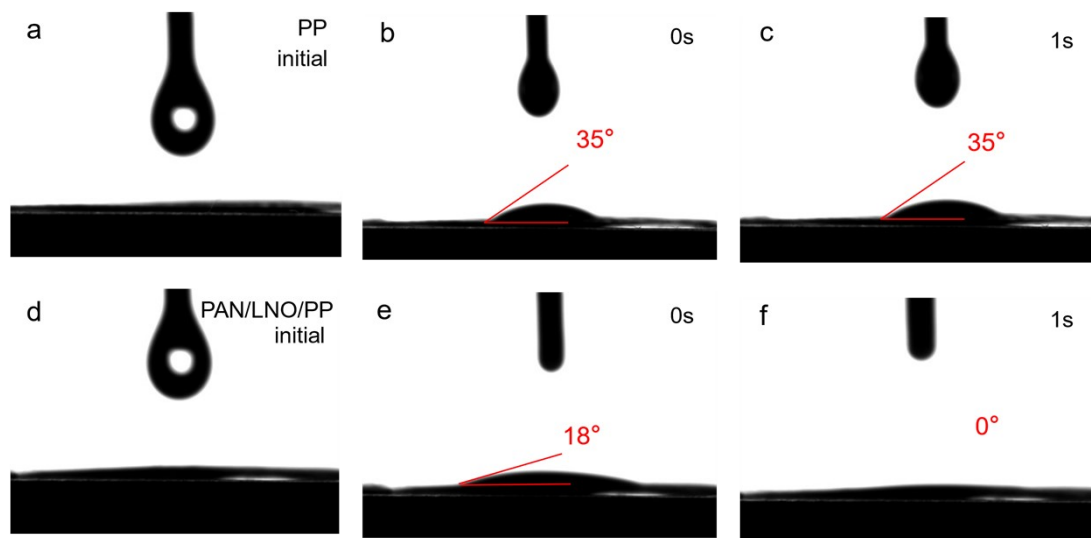 a
PP
initial
b
0s
35°
c
1s
35°
d
PAN/LNO/PP
initial
e
0s
18°
f
1s
0°